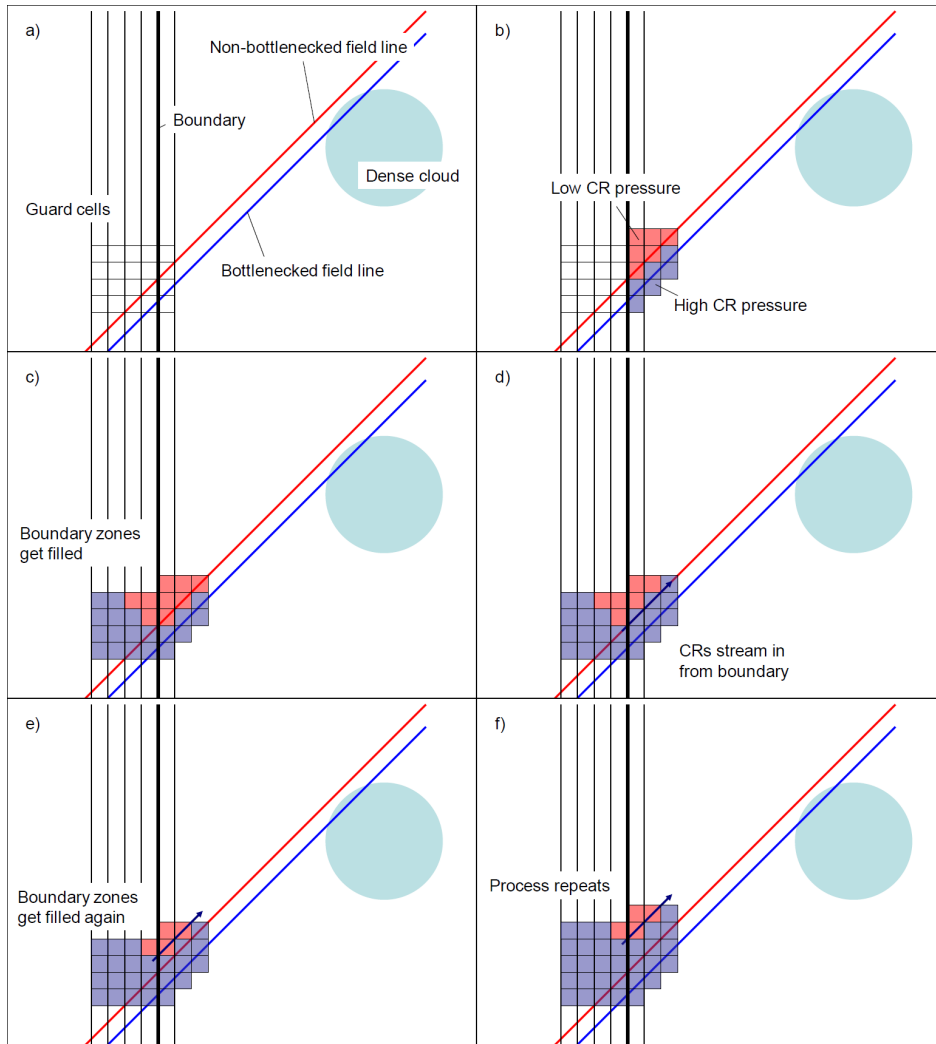 a)
Non-bottlenecked field line
Boundary
Dense cloud
Guard cells
Bottlenecked field line
b)
Low CR pressure
High CR pressure
c)
Boundary zones
get filled
d)
CRs stream in
from boundary
e)
Boundary zones
get filled again
f)
Process repeats